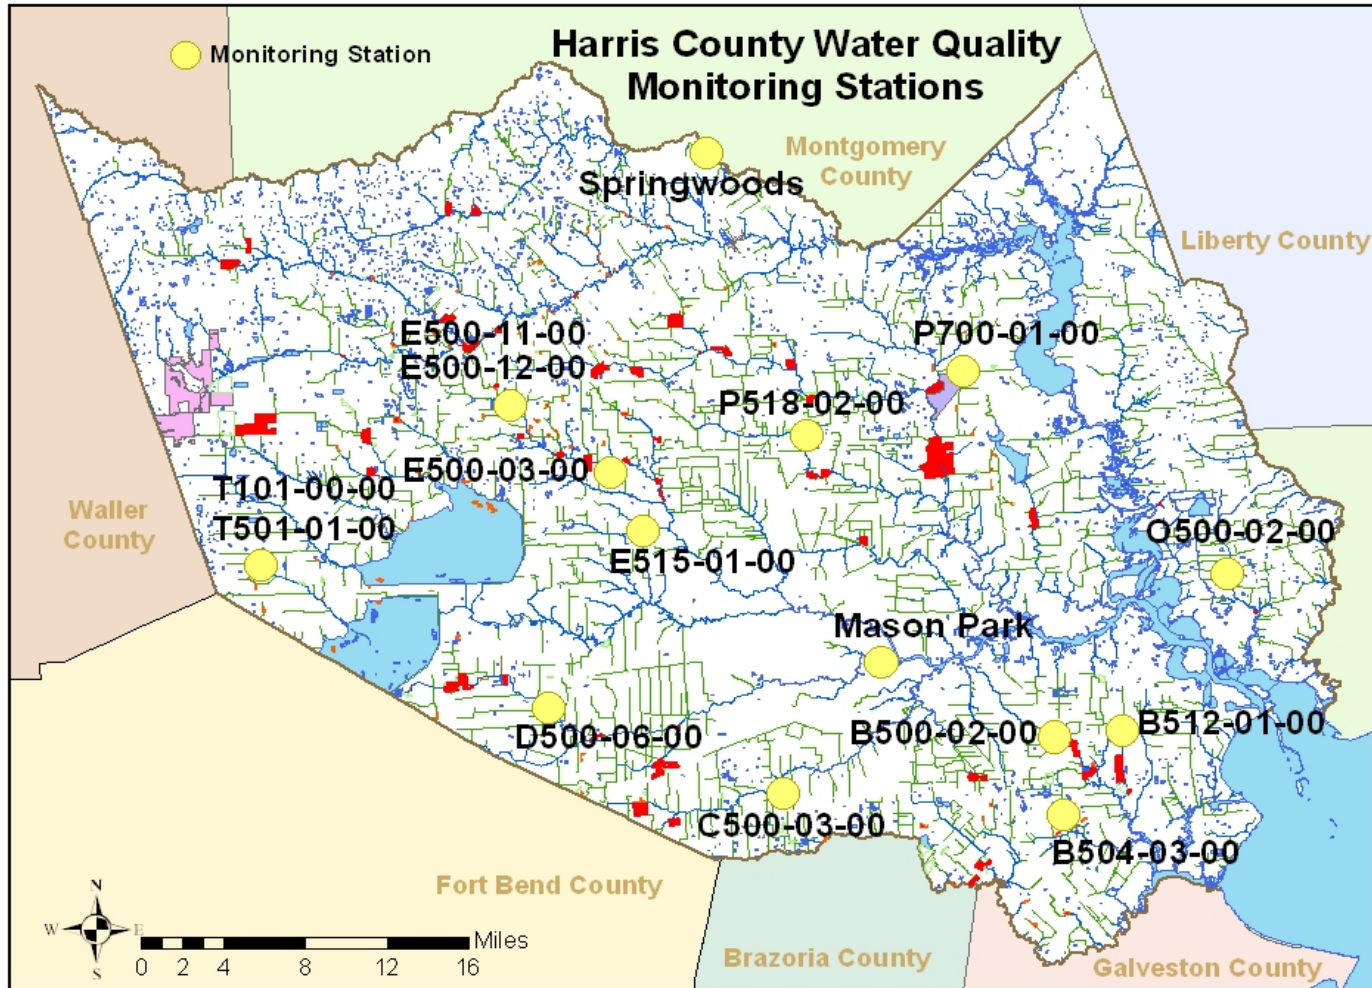 Monitoring Station
Harris County Water Quality
Monitoring Stations
Montgomery
County
Springwoods
Liberty County
E500-11-00
E500-12-00
P700-01-00
P518-02-00
E500-03-00
T101-00-00
T501-01-00
Waller
County
O500-02-00
E515-01-00
Mason Park
D500-06-00
B500-02-00
B512-01-00
C500-03-00
B504-03-00
Fort Bend County
Brazoria County
Galveston County
N
W
E
S
Miles
0 2 4 8 12 16